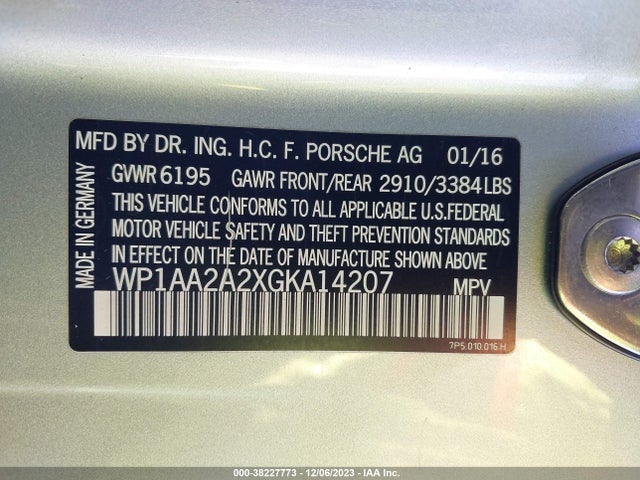 MFD BY DR. ING. H.C. F. PORSCHE AG 01/16
GWR 6195 GAWR FRONT/REAR 2910/3384 LBS
THIS VEHICLE CONFORMS TO ALL APPLICABLE U.S.FEDERAL
MOTOR VEHICLE SAFETY AND THEFT PREVENTION STANDARDS
IN EFFECT ON THE DATE OF MANUFACTURE SHOWN ABOVE.
WP1AA2A2XGKA14207 MPV
7P5.010.016.H
MADE IN GERMANY
000-38227773 - 12/06/2023 - IAA Inc.